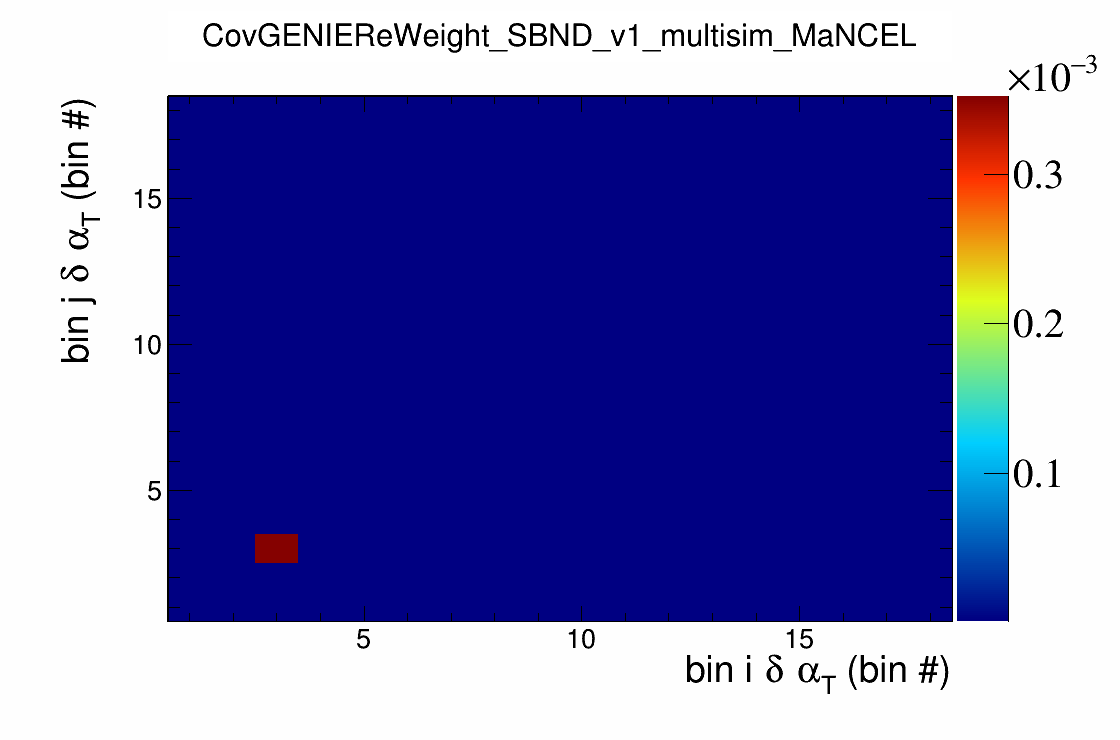 CovGENIEReWeight_SBND_v1_multisim_MaNCEL
×10⁻³
bin j δ α_T (bin #)
15
10
5
0.3
0.2
0.1
5 10 15
bin i δ α_T (bin #)